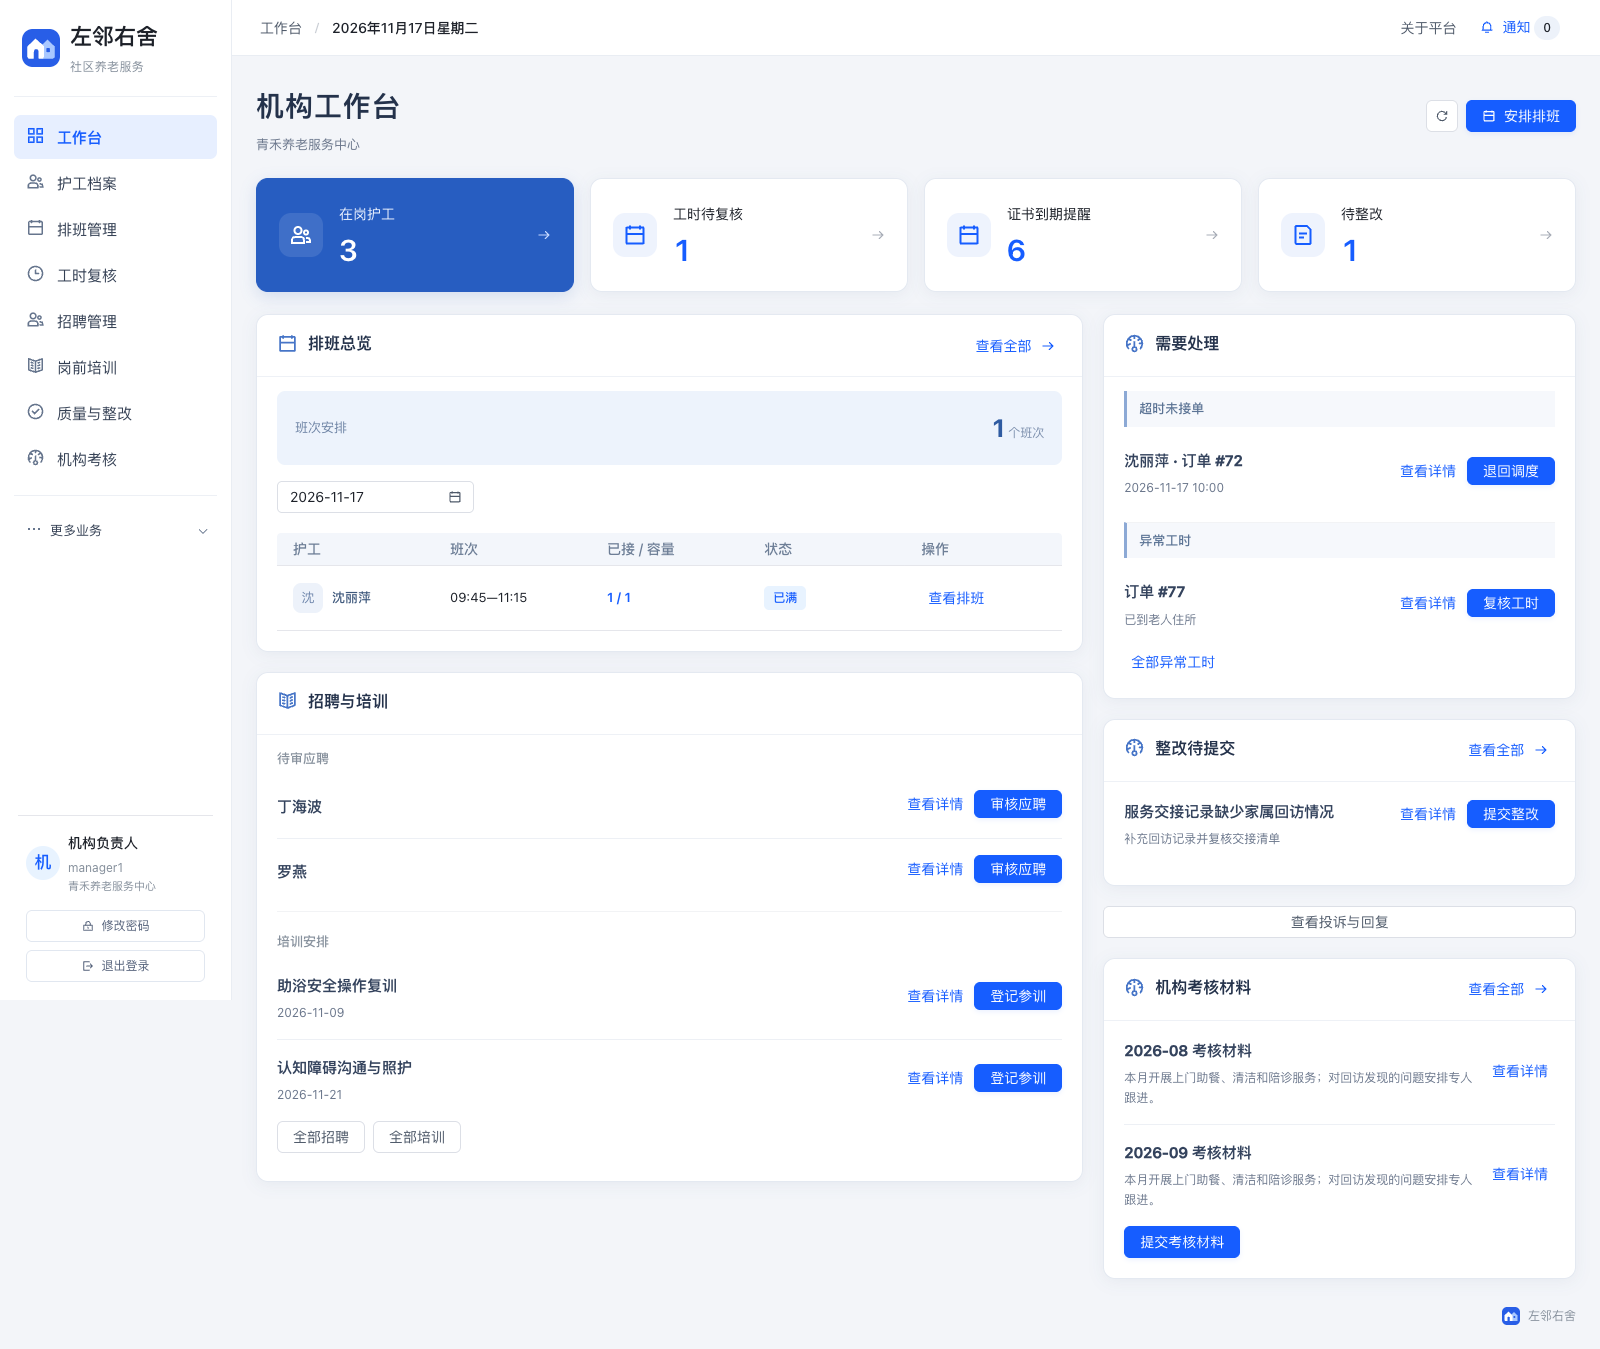 左邻右舍
社区养老服务
工作台
护工档案
排班管理
工时复核
招聘管理
岗前培训
质量与整改
机构考核
更多业务
机
机构负责人
manager1
青禾养老服务中心
修改密码
退出登录
工作台 / 2026年11月17日星期二
关于平台
通知 0
机构工作台
青禾养老服务中心
安排排班
在岗护工
3
工时待复核
1
证书到期提醒
6
待整改
1
排班总览
查看全部
班次安排
1 个班次
2026-11-17
护工 班次 已接 / 容量 状态 操作
沈 沈丽萍 09:45—11:15 1 / 1 已满 查看排班
招聘与培训
待审应聘
丁海波 查看详情 审核应聘
罗燕 查看详情 审核应聘
培训安排
助浴安全操作复训
2026-11-09
查看详情 登记参训
认知障碍沟通与照护
2026-11-21
查看详情 登记参训
全部招聘 全部培训
需要处理
超时未接单
沈丽萍 · 订单 #72
2026-11-17 10:00
查看详情 退回调度
异常工时
订单 #77
已到老人住所
查看详情 复核工时
全部异常工时
整改待提交
查看全部
服务交接记录缺少家属回访情况
补充回访记录并复核交接清单
查看详情 提交整改
查看投诉与回复
机构考核材料
查看全部
2026-08 考核材料
本月开展上门助餐、清洁和陪诊服务；对回访发现的问题安排专人
跟进。
查看详情
2026-09 考核材料
本月开展上门助餐、清洁和陪诊服务；对回访发现的问题安排专人
跟进。
查看详情
提交考核材料
左邻右舍